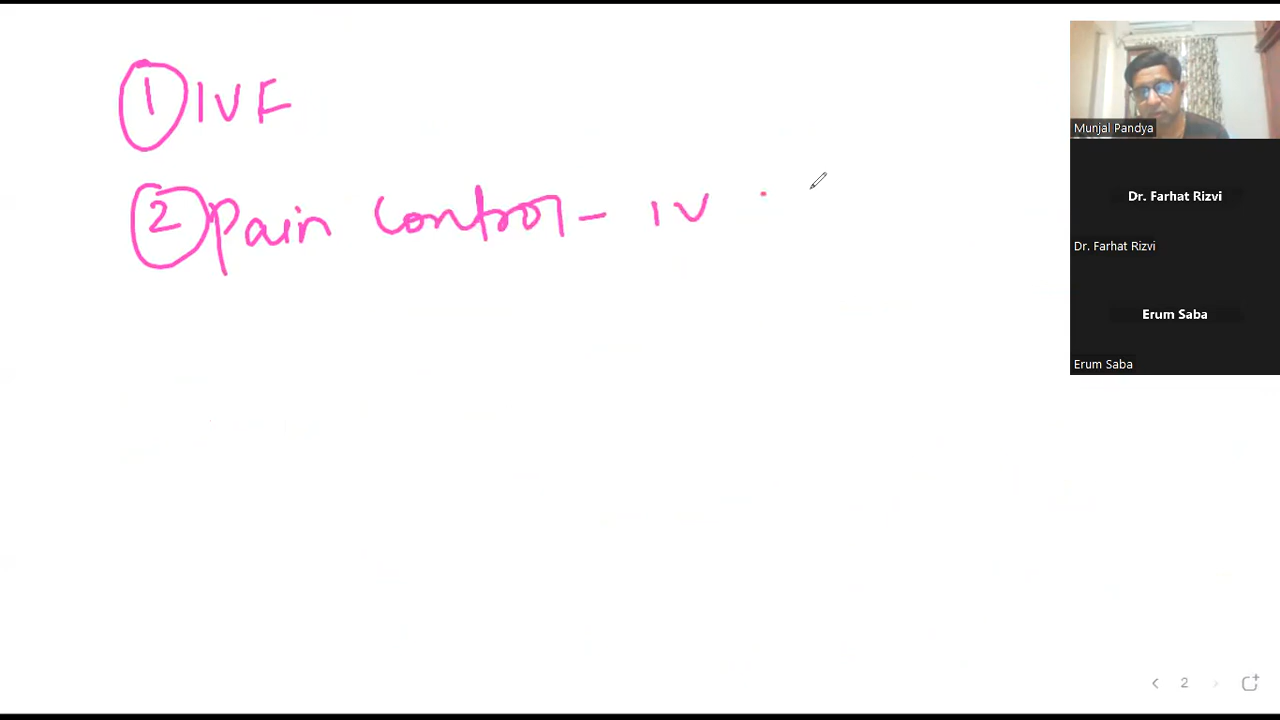 1 IVF
2 Pain control - IV
Munjal Pandya
Dr. Farhat Rizvi
Dr. Farhat Rizvi
Erum Saba
Erum Saba
2